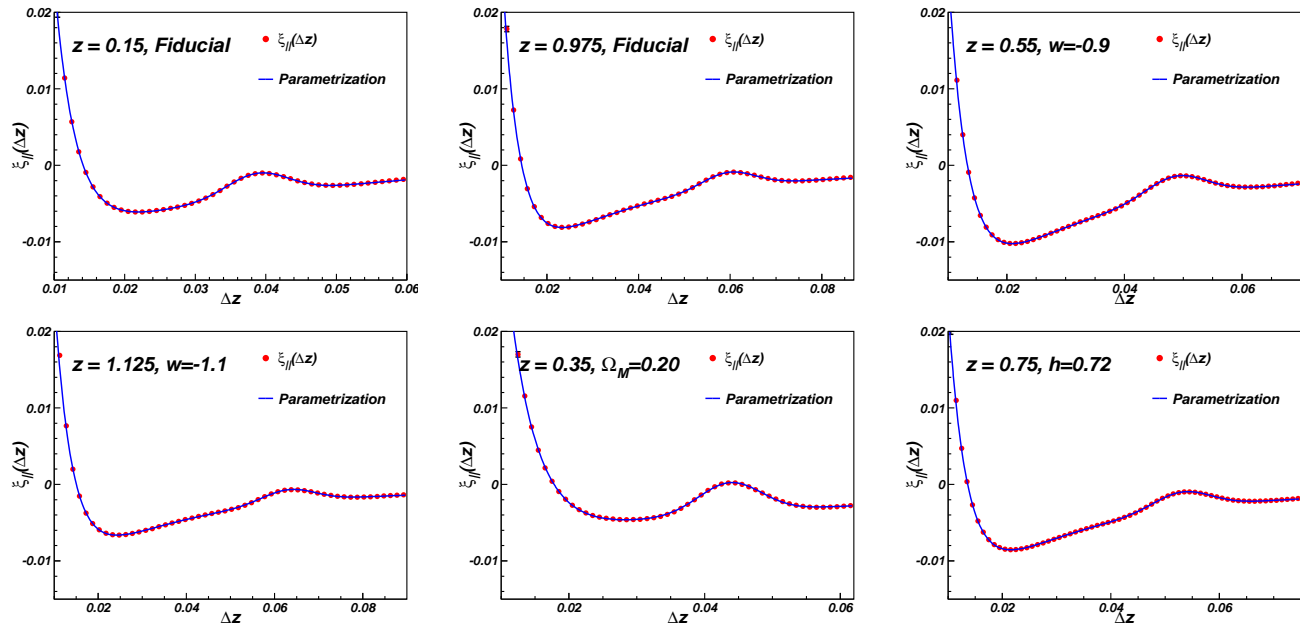 0.02
0.01
0
-0.01
ξ//(Δz)
z = 0.15, Fiducial
ξ//(Δz)
Parametrization
0.01 0.02 0.03 0.04 0.05 0.06
Δz
0.02
0.01
0
-0.01
ξ//(Δz)
z = 0.975, Fiducial
ξ//(Δz)
Parametrization
0.02 0.04 0.06 0.08
Δz
0.02
0.01
0
-0.01
ξ//(Δz)
z = 0.55, w=-0.9
ξ//(Δz)
Parametrization
0.02 0.04 0.06
Δz
0.02
0.01
0
-0.01
ξ//(Δz)
z = 1.125, w=-1.1
ξ//(Δz)
Parametrization
0.02 0.04 0.06 0.08
Δz
0.02
0.01
0
-0.01
ξ//(Δz)
z = 0.35, ΩM=0.20
ξ//(Δz)
Parametrization
0.02 0.04 0.06
Δz
0.02
0.01
0
-0.01
ξ//(Δz)
z = 0.75, h=0.72
ξ//(Δz)
Parametrization
0.02 0.04 0.06
Δz